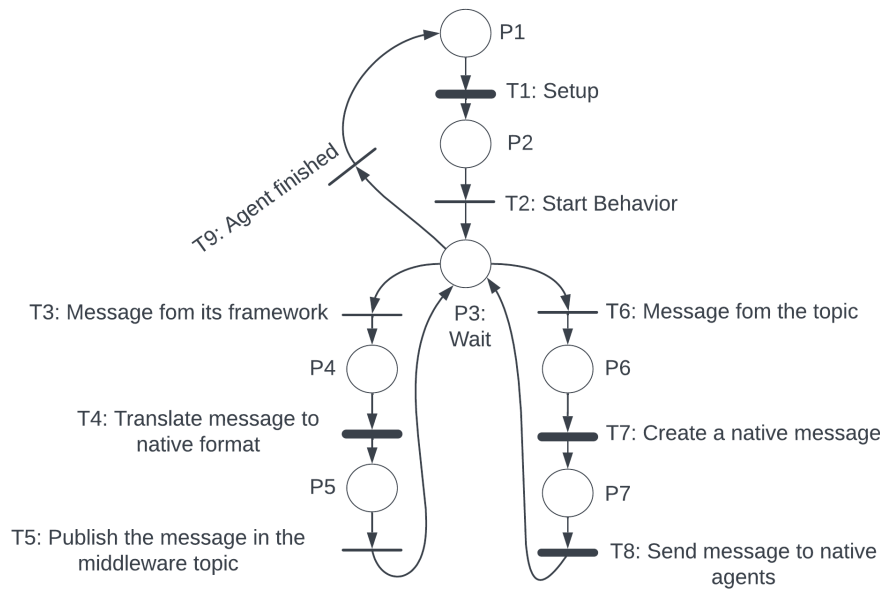 P1
T1: Setup
P2
T9: Agent finished
T2: Start Behavior
P3:
Wait
T3: Message fom its framework
T6: Message fom the topic
P4
P6
T4: Translate message to
native format
T7: Create a native message
P5
P7
T5: Publish the message in the
middleware topic
T8: Send message to native
agents